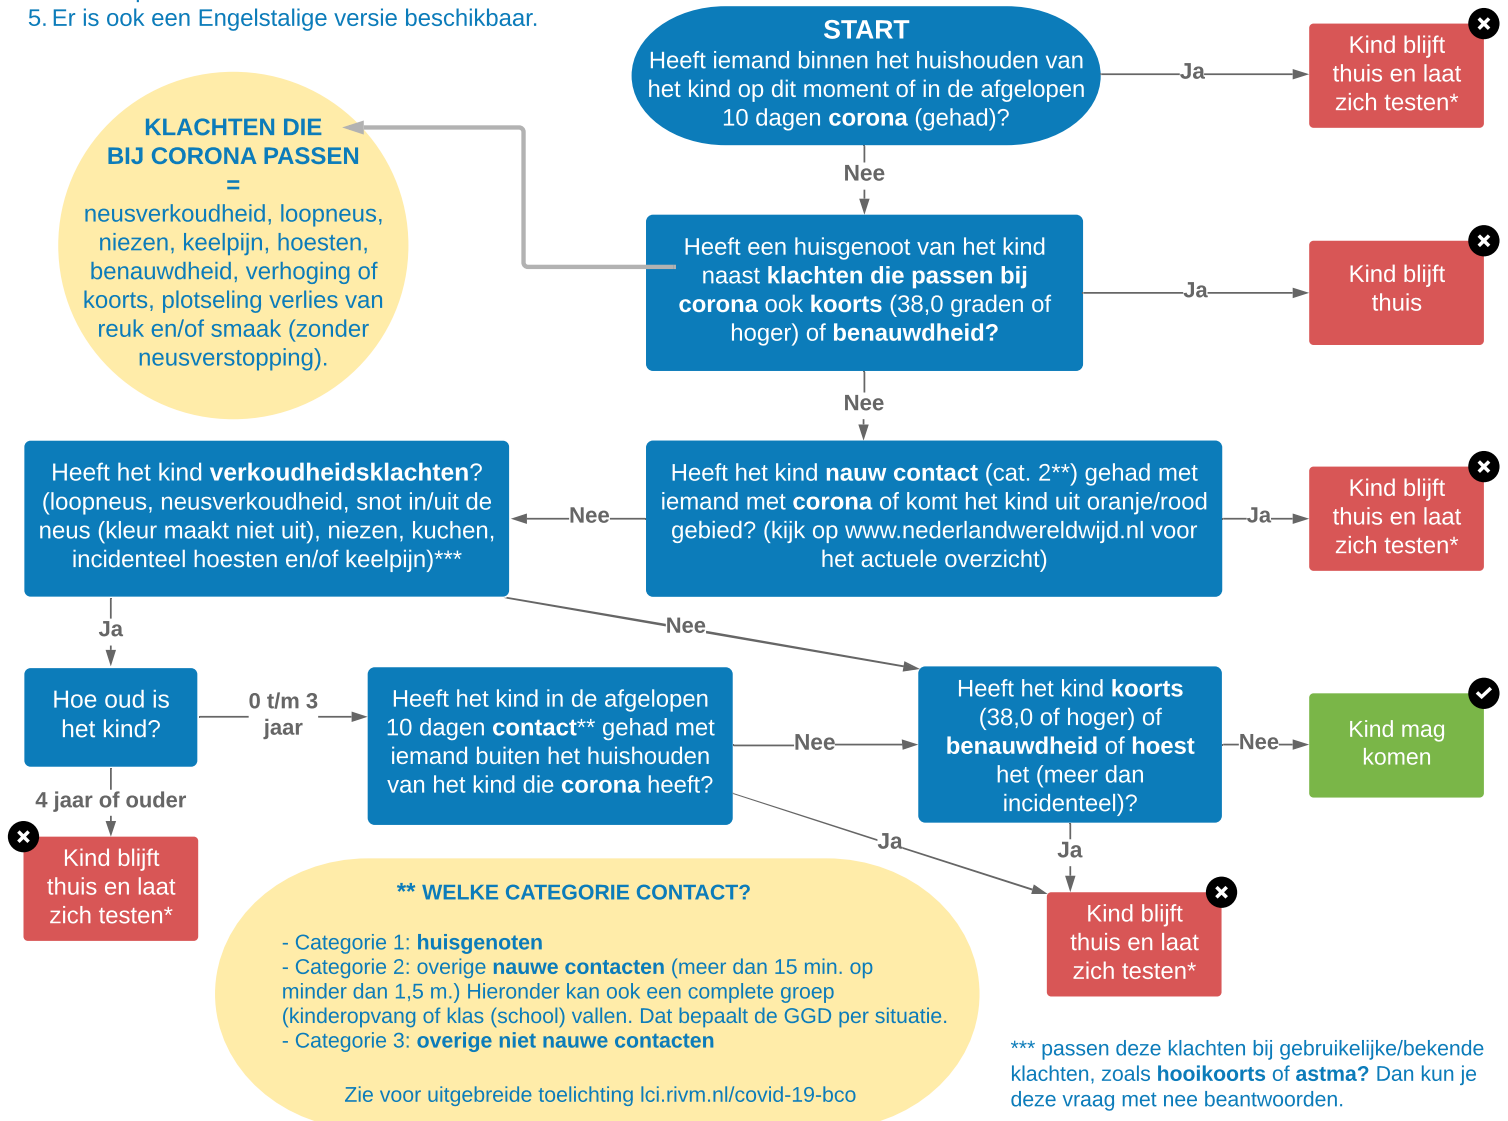 5. Er is ook een Engelstalige versie beschikbaar.
START
Heeft iemand binnen het huishouden van
het kind op dit moment of in de afgelopen
10 dagen corona (gehad)?
Ja
Kind blijft
thuis en laat
zich testen*
KLACHTEN DIE
BIJ CORONA PASSEN
=
neusverkoudheid, loopneus,
niezen, keelpijn, hoesten,
benauwdheid, verhoging of
koorts, plotseling verlies van
reuk en/of smaak (zonder
neusverstopping).
Nee
Heeft een huisgenoot van het kind
naast klachten die passen bij
corona ook koorts (38,0 graden of
hoger) of benauwdheid?
Ja
Kind blijft
thuis
Nee
Heeft het kind nauw contact (cat. 2**) gehad met
iemand met corona of komt het kind uit oranje/rood
gebied? (kijk op www.nederlandwereldwijd.nl voor
het actuele overzicht)
Ja
Kind blijft
thuis en laat
zich testen*
Nee
Heeft het kind verkoudheidsklachten?
(loopneus, neusverkoudheid, snot in/uit de
neus (kleur maakt niet uit), niezen, kuchen,
incidenteel hoesten en/of keelpijn)***
Ja
Nee
Hoe oud is
het kind?
0 t/m 3
jaar
Heeft het kind in de afgelopen
10 dagen contact** gehad met
iemand buiten het huishouden
van het kind die corona heeft?
Nee
Heeft het kind koorts
(38,0 of hoger) of
benauwdheid of hoest
het (meer dan
incidenteel)?
Nee
Kind mag
komen
4 jaar of ouder
Kind blijft
thuis en laat
zich testen*
Ja
Ja
Kind blijft
thuis en laat
zich testen*
** WELKE CATEGORIE CONTACT?
- Categorie 1: huisgenoten
- Categorie 2: overige nauwe contacten (meer dan 15 min. op
minder dan 1,5 m.) Hieronder kan ook een complete groep
(kinderopvang of klas (school) vallen. Dat bepaalt de GGD per situatie.
- Categorie 3: overige niet nauwe contacten
Zie voor uitgebreide toelichting lci.rivm.nl/covid-19-bco
*** passen deze klachten bij gebruikelijke/bekende
klachten, zoals hooikoorts of astma? Dan kun je
deze vraag met nee beantwoorden.